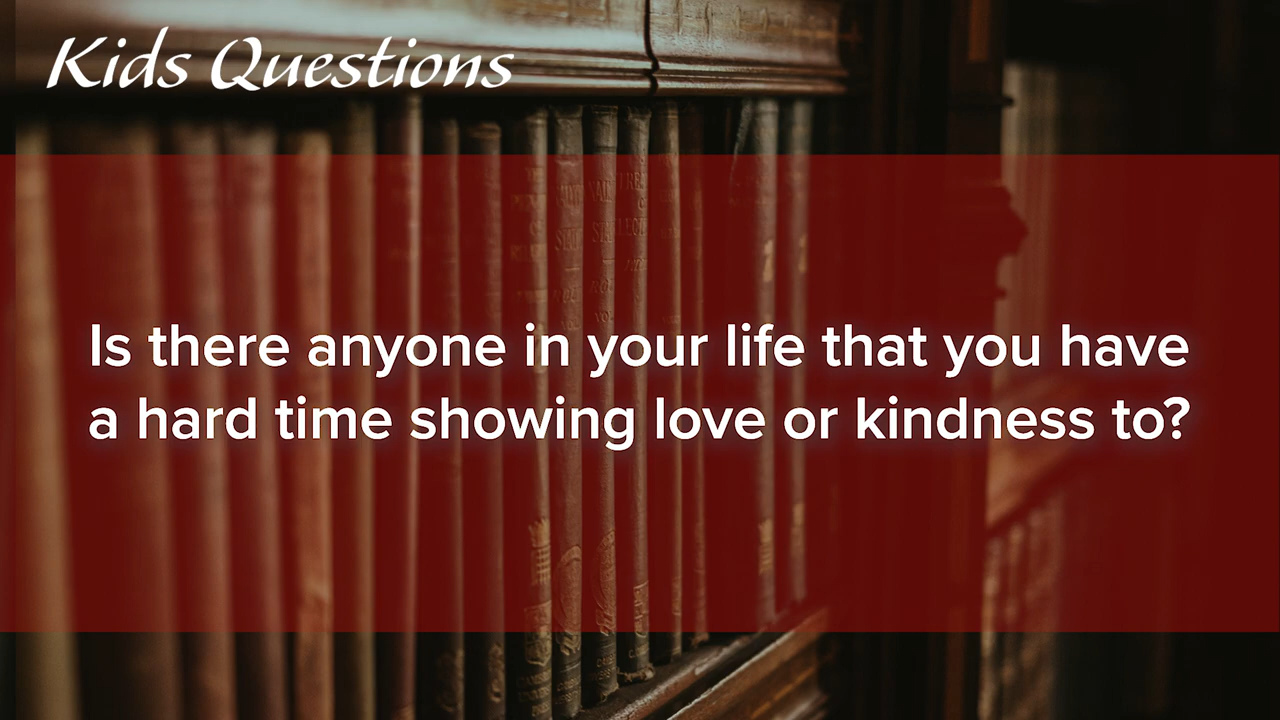 Kids Questions
Is there anyone in your life that you have
a hard time showing love or kindness to?